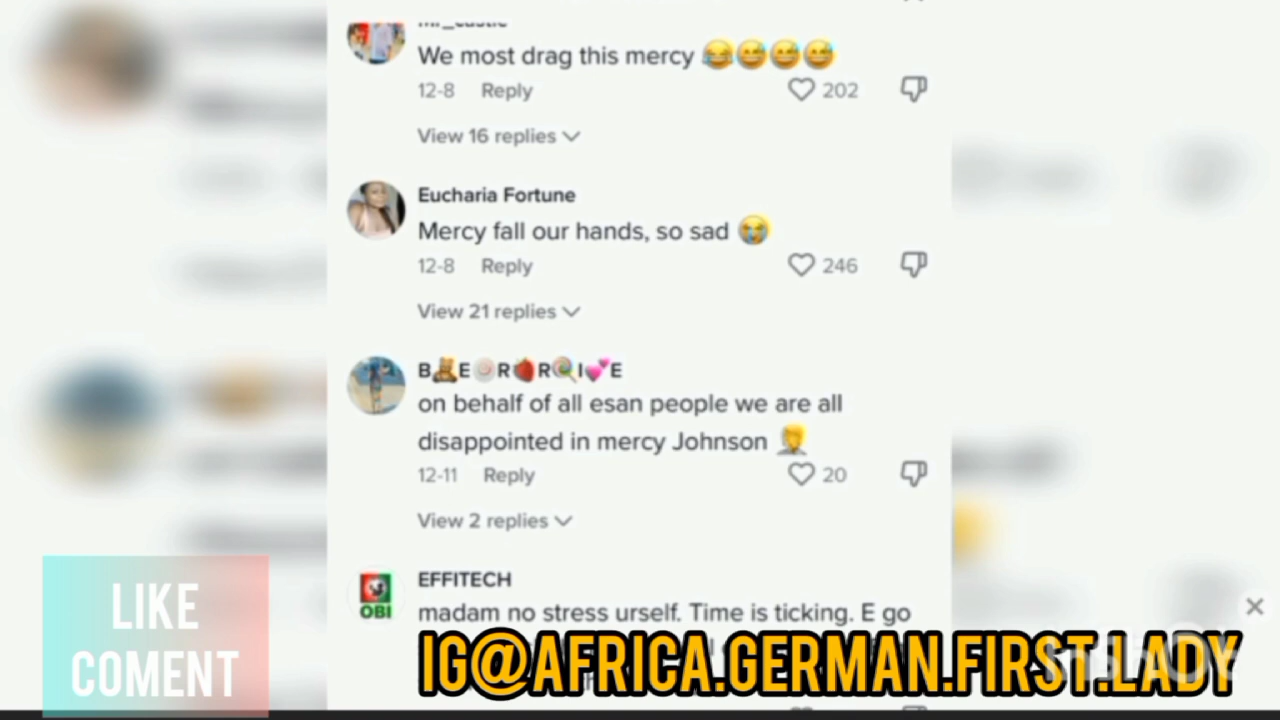 We most drag this mercy 😂😅😅😅
12-8 Reply 202
View 16 replies
Eucharia Fortune
Mercy fall our hands, so sad 😭
12-8 Reply 246
View 21 replies
B🧸E🍥R🍓R🍭I💕E
on behalf of all esan people we are all
disappointed in mercy Johnson 🤦
12-11 Reply 20
View 2 replies
EFFITECH
OBI
madam no stress urself. Time is ticking. E go
LIKE
COMENT
IG@AFRICA.GERMAN.FIRST.LADY